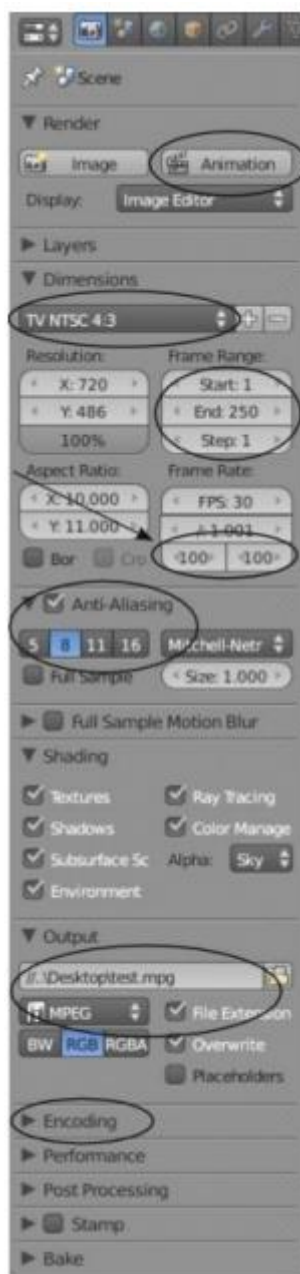 Scene
Render
Image Animation
Display: Image Editor
Layers
Dimensions
TV NTSC 4:3
Resolution: Frame Range:
X: 720 Start: 1
Y: 486 End: 250
100% Step: 1
Aspect Ratio: Frame Rate:
X: 10.000 FPS: 30
Y: 11.000 /: 1.001
Bor Cro 100 100
Anti-Aliasing
5 8 11 16 Mitchell-Netr
Full Sample Size: 1.000
Full Sample Motion Blur
Shading
Textures Ray Tracing
Shadows Color Manage
Subsurface Sc Alpha: Sky
Environment
Output
//..\Desktop\test.mpg
MPEG File Extension
BW RGB RGBA Overwrite
Placeholders
Encoding
Performance
Post Processing
Stamp
Bake